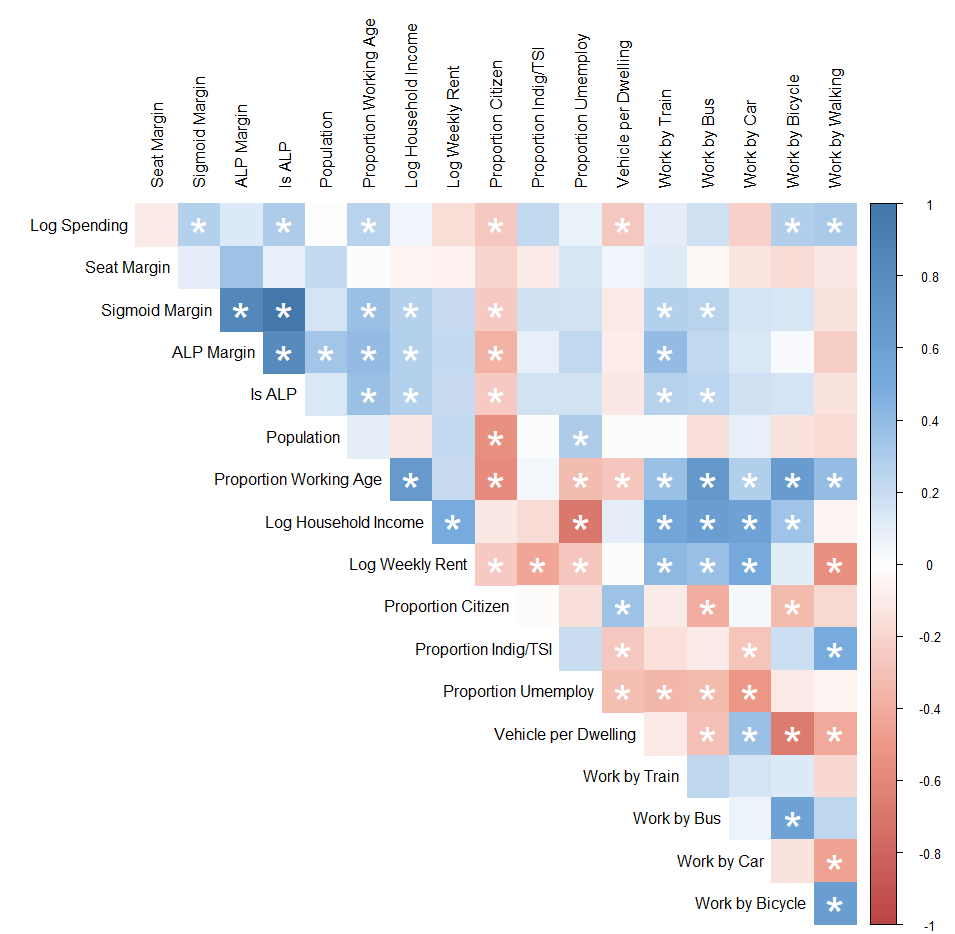 Seat Margin
Sigmoid Margin
ALP Margin
Is ALP
Population
Proportion Working Age
Log Household Income
Log Weekly Rent
Proportion Citizen
Proportion Indig/TSI
Proportion Umemploy
Vehicle per Dwelling
Work by Train
Work by Bus
Work by Car
Work by Bicycle
Work by Walking
Log Spending * * * * * * * 
Seat Margin
Sigmoid Margin * * * * * * *
ALP Margin * * * * * *
Is ALP * * * * *
Population * *
Proportion Working Age * * * * * * * * *
Log Household Income * * * * * *
Log Weekly Rent * * * * * * *
Proportion Citizen * * *
Proportion Indig/TSI * * *
Proportion Umemploy * * * *
Vehicle per Dwelling * * * *
Work by Train
Work by Bus *
Work by Car *
Work by Bicycle *
1
0.8
0.6
0.4
0.2
0
-0.2
-0.4
-0.6
-0.8
-1